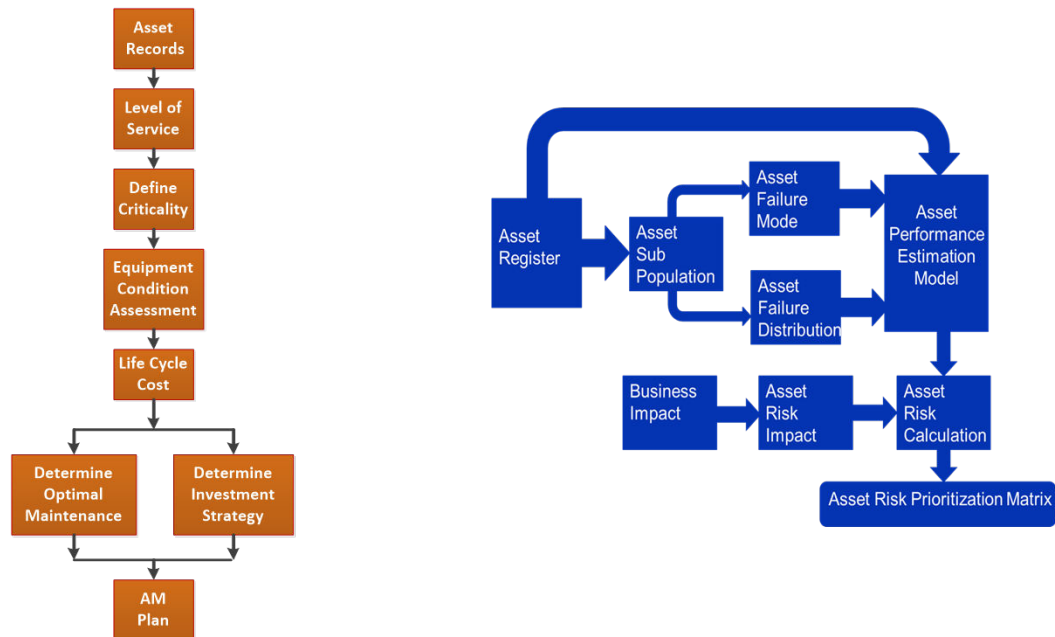 Asset
Records
Level of
Service
Define
Criticality
Equipment
Condition
Assessment
Life Cycle
Cost
Determine
Optimal
Maintenance
Determine
Investment
Strategy
AM
Plan
Asset
Register
Asset
Sub
Population
Asset
Failure
Mode
Asset
Failure
Distribution
Asset
Performance
Estimation
Model
Business
Impact
Asset
Risk
Impact
Asset
Risk
Calculation
Asset Risk Prioritization Matrix